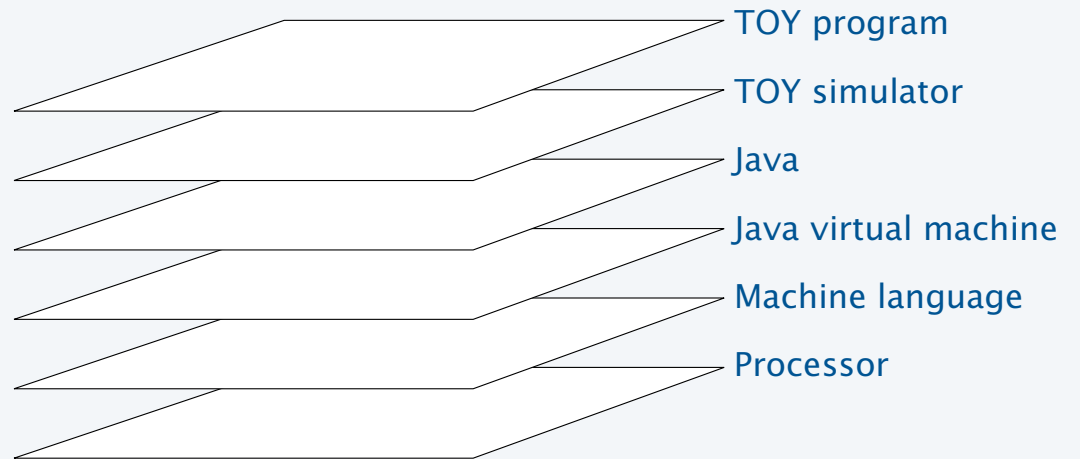 TOY program
TOY simulator
Java
Java virtual machine
Machine language
Processor